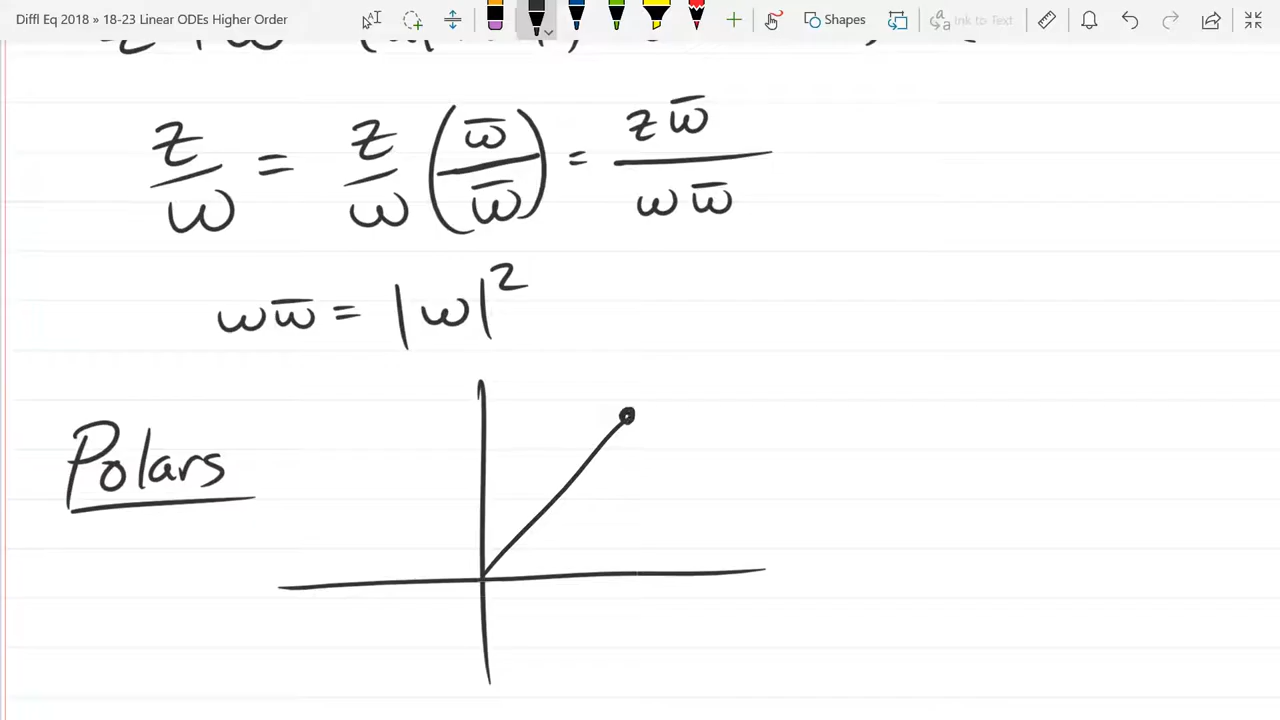 Diffl Eq 2018 » 18-23 Linear ODEs Higher Order
Shapes
Ink to Text
z/w = z/w (w̅/w̅) = zw̅/ww̅
ww̅ = |w|²
Polars